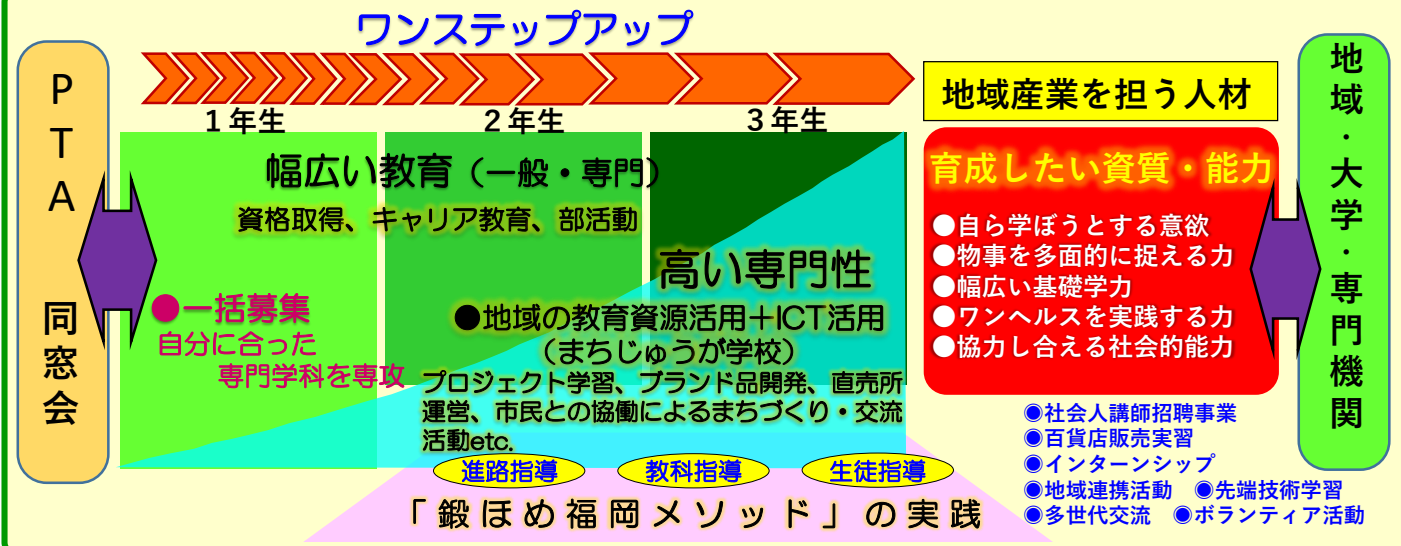 ワンステップアップ
PTA 同窓会
1年生
2年生
3年生
幅広い教育（一般・専門）
資格取得、キャリア教育、部活動
高い専門性
●一括募集
自分に合った
専門学科を専攻
●地域の教育資源活用＋ICT活用
（まちじゅうが学校）
プロジェクト学習、ブランド品開発、直売所
運営、市民との協働によるまちづくり・交流
活動etc.
進路指導
教科指導
生徒指導
「鍛ほめ福岡メソッド」の実践
地域産業を担う人材
育成したい資質・能力
●自ら学ぼうとする意欲
●物事を多面的に捉える力
●幅広い基礎学力
●ワンヘルスを実践する力
●協力し合える社会的能力
◉社会人講師招聘事業
◉百貨店販売実習
◉インターンシップ
◉地域連携活動　◉先端技術学習
◉多世代交流　◉ボランティア活動
地域・大学・専門機関